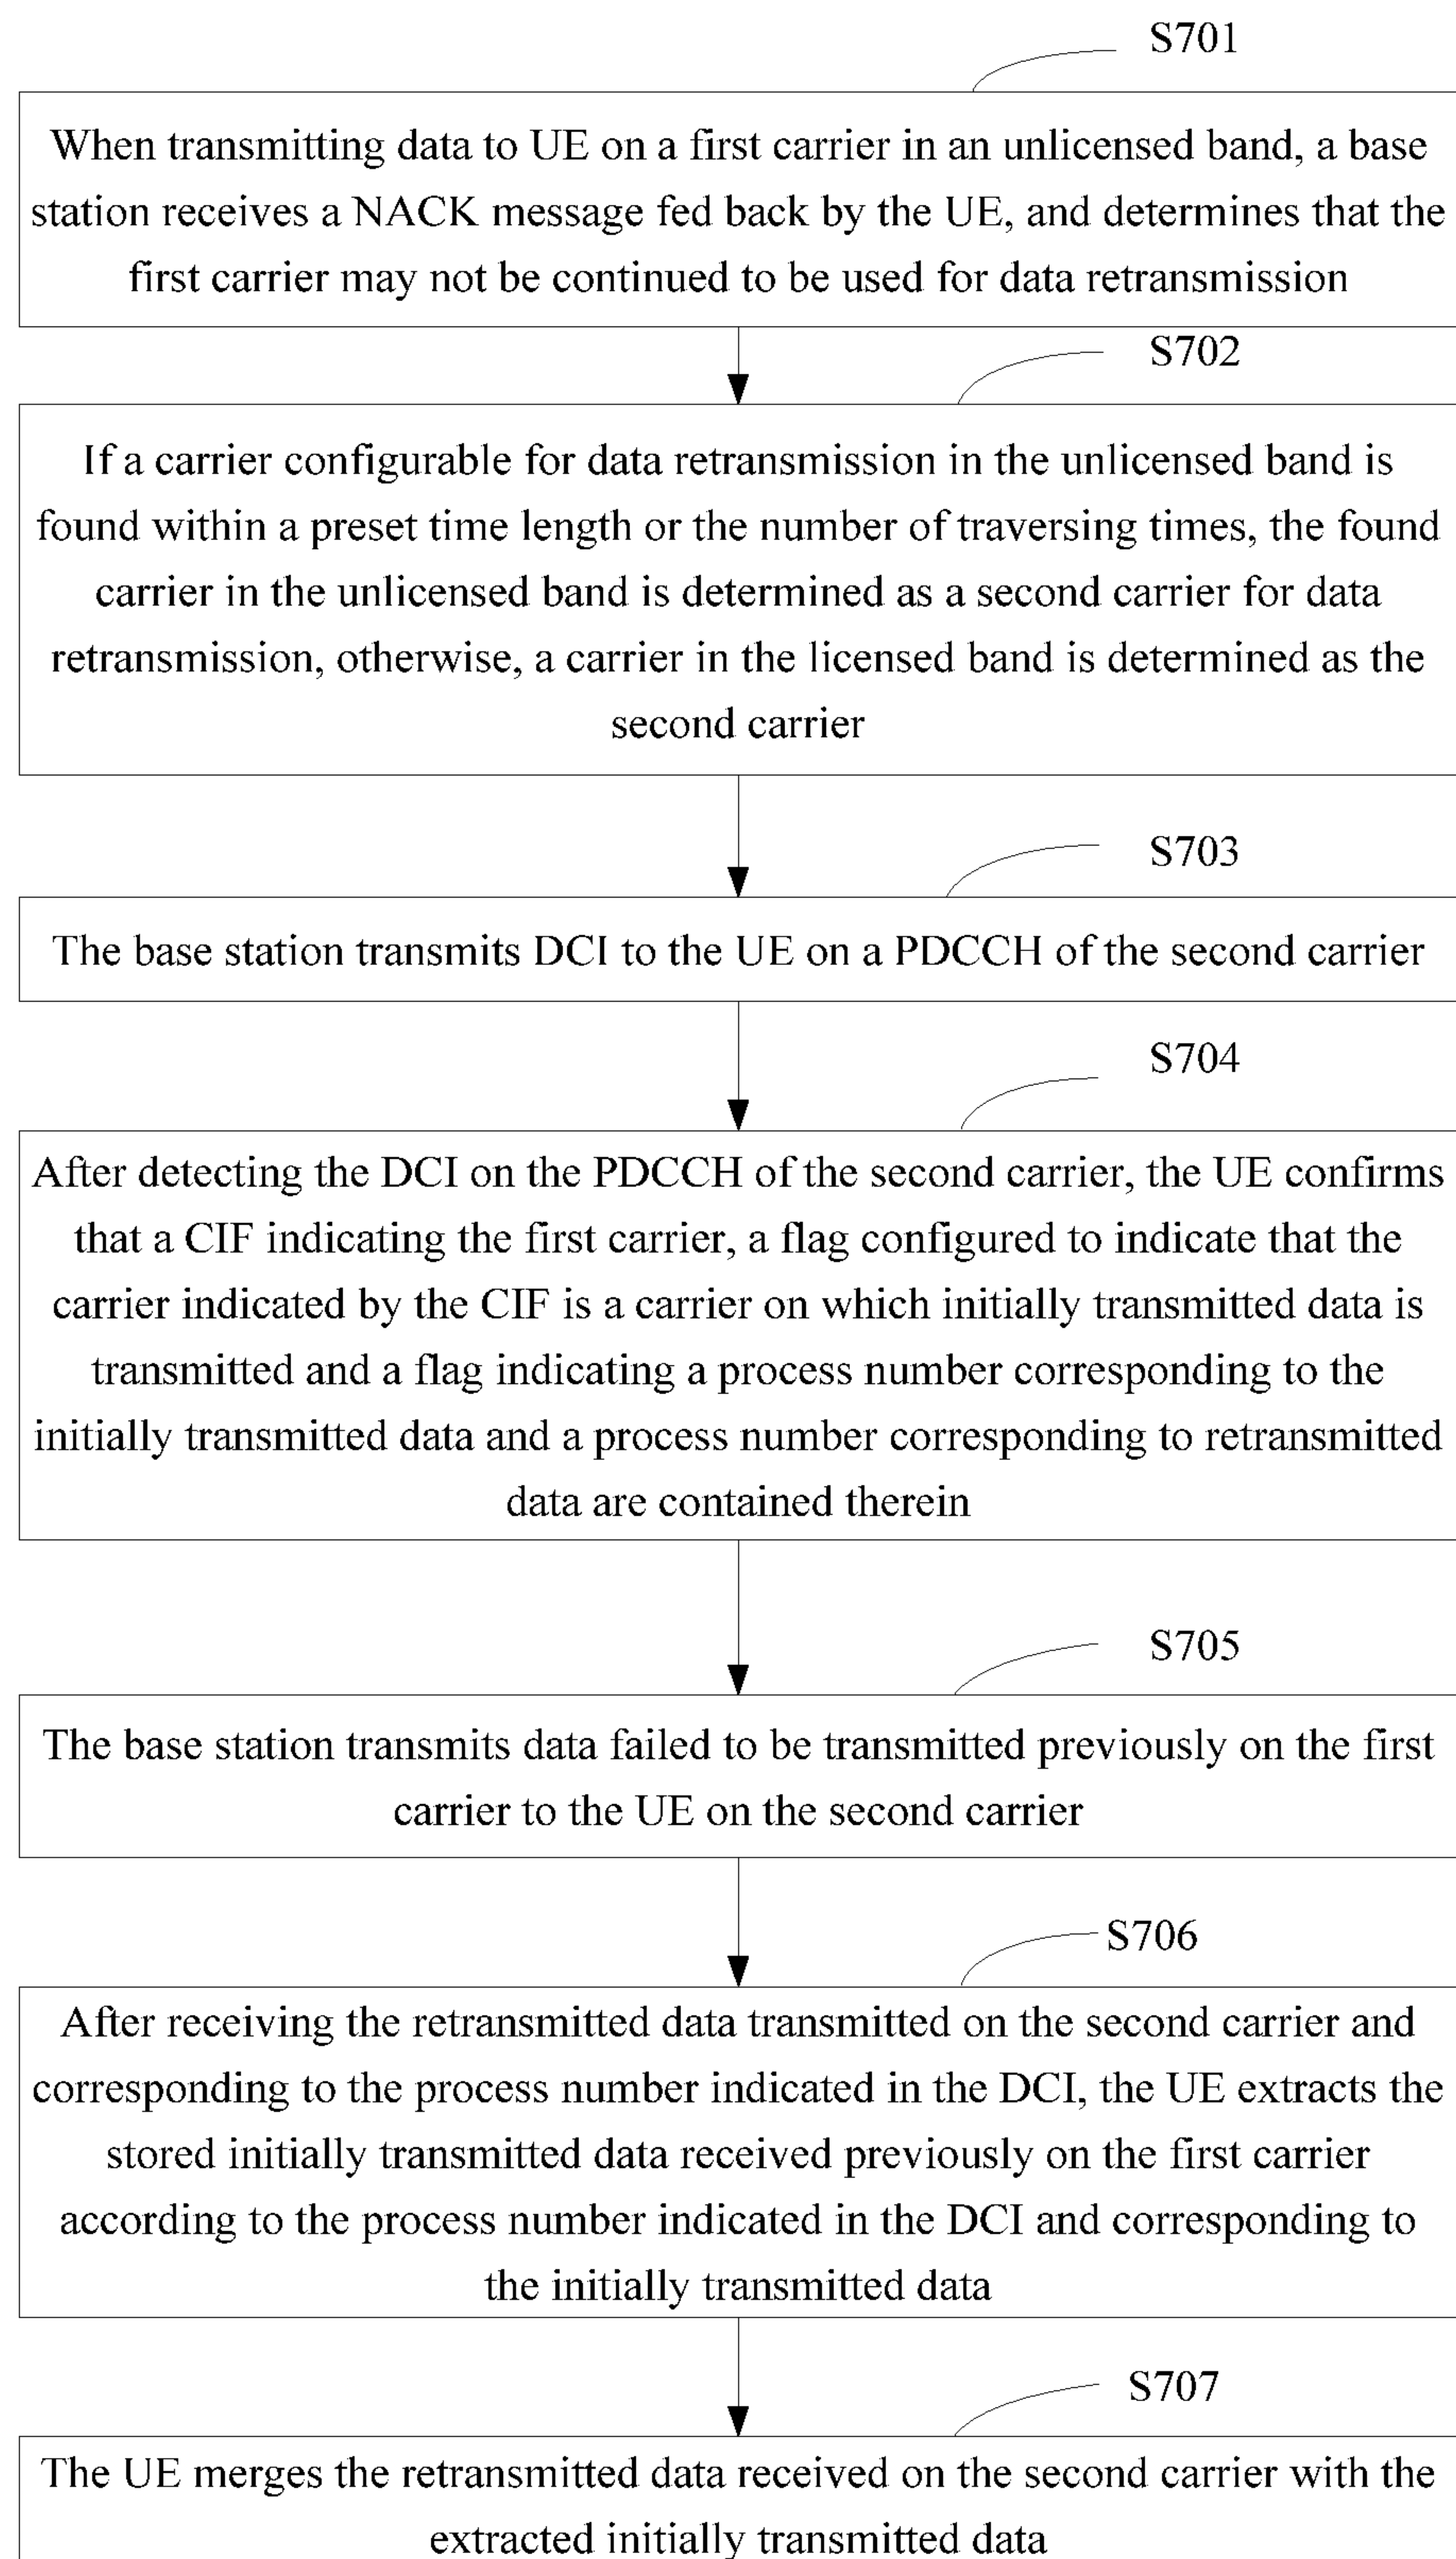 S701
When transmitting data to UE on a first carrier in an unlicensed band, a base
station receives a NACK message fed back by the UE, and determines that the
first carrier may not be continued to be used for data retransmission
S702
If a carrier configurable for data retransmission in the unlicensed band is
found within a preset time length or the number of traversing times, the found
carrier in the unlicensed band is determined as a second carrier for data
retransmission, otherwise, a carrier in the licensed band is determined as the
second carrier
S703
The base station transmits DCI to the UE on a PDCCH of the second carrier
S704
After detecting the DCI on the PDCCH of the second carrier, the UE confirms
that a CIF indicating the first carrier, a flag configured to indicate that the
carrier indicated by the CIF is a carrier on which initially transmitted data is
transmitted and a flag indicating a process number corresponding to the
initially transmitted data and a process number corresponding to retransmitted
data are contained therein
S705
The base station transmits data failed to be transmitted previously on the first
carrier to the UE on the second carrier
S706
After receiving the retransmitted data transmitted on the second carrier and
corresponding to the process number indicated in the DCI, the UE extracts the
stored initially transmitted data received previously on the first carrier
according to the process number indicated in the DCI and corresponding to
the initially transmitted data
S707
The UE merges the retransmitted data received on the second carrier with the
extracted initially transmitted data